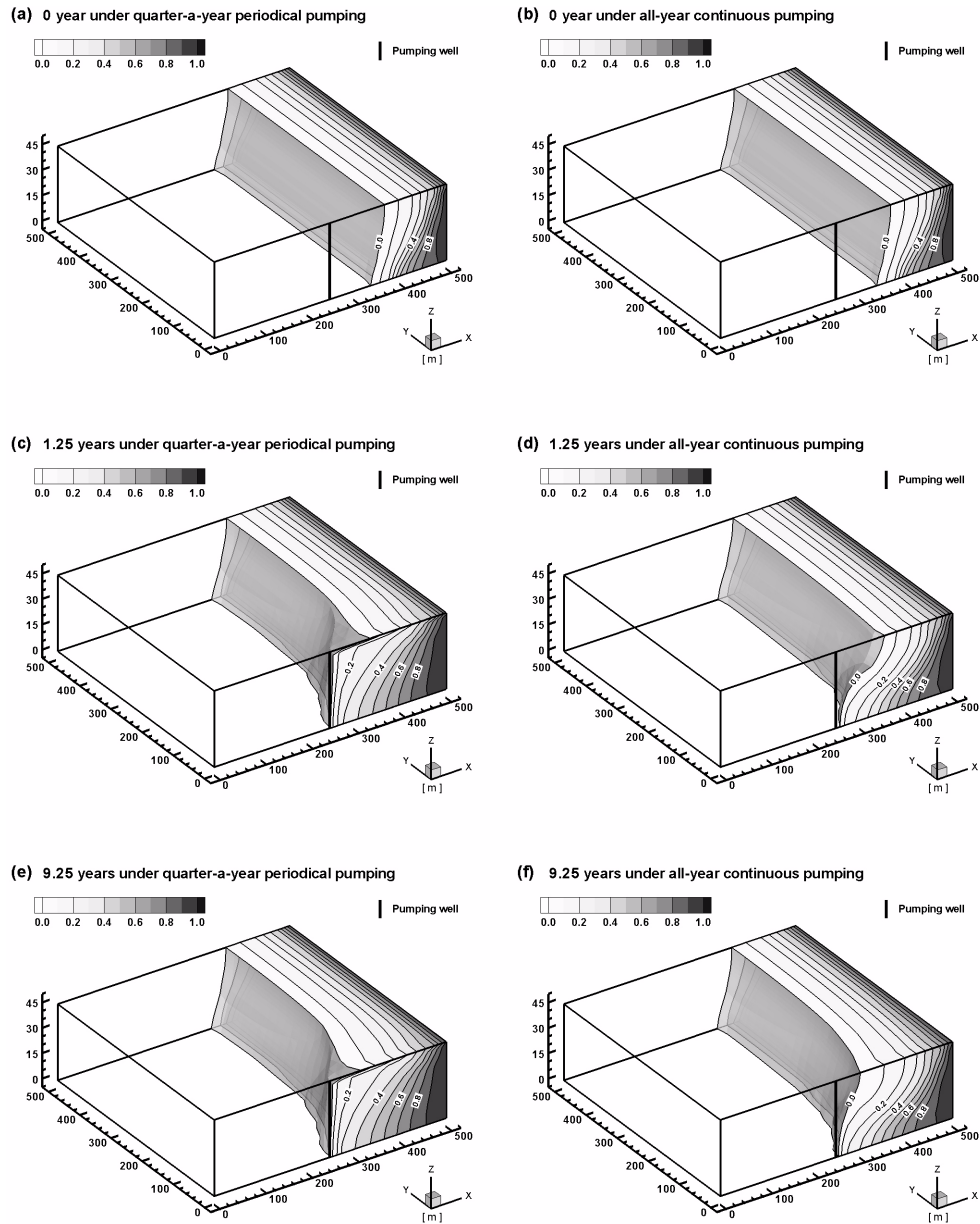 (a) 0 year under quarter-a-year periodical pumping
0.0 0.2 0.4 0.6 0.8 1.0
Pumping well
45
30
15
0
500
400
300
200
100
0
0
100
200
300
400
500
0.0
0.4
0.8
Z
Y
X
[ m ]
(b) 0 year under all-year continuous pumping
0.0 0.2 0.4 0.6 0.8 1.0
Pumping well
45
30
15
0
500
400
300
200
100
0
0
100
200
300
400
500
0.0
0.4
0.8
Z
Y
X
[ m ]
(c) 1.25 years under quarter-a-year periodical pumping
0.0 0.2 0.4 0.6 0.8 1.0
Pumping well
45
30
15
0
500
400
300
200
100
0
0
100
200
300
400
500
0.2
0.4
0.6
0.8
Z
Y
X
[ m ]
(d) 1.25 years under all-year continuous pumping
0.0 0.2 0.4 0.6 0.8 1.0
Pumping well
45
30
15
0
500
400
300
200
100
0
0
100
200
300
400
500
0.0
0.2
0.4
0.6
0.8
Z
Y
X
[ m ]
(e) 9.25 years under quarter-a-year periodical pumping
0.0 0.2 0.4 0.6 0.8 1.0
Pumping well
45
30
15
0
500
400
300
200
100
0
0
100
200
300
400
500
0.2
0.4
0.6
0.8
Z
Y
X
[ m ]
(f) 9.25 years under all-year continuous pumping
0.0 0.2 0.4 0.6 0.8 1.0
Pumping well
45
30
15
0
500
400
300
200
100
0
0
100
200
300
400
500
0.0
0.2
0.4
0.6
0.8
Z
Y
X
[ m ]